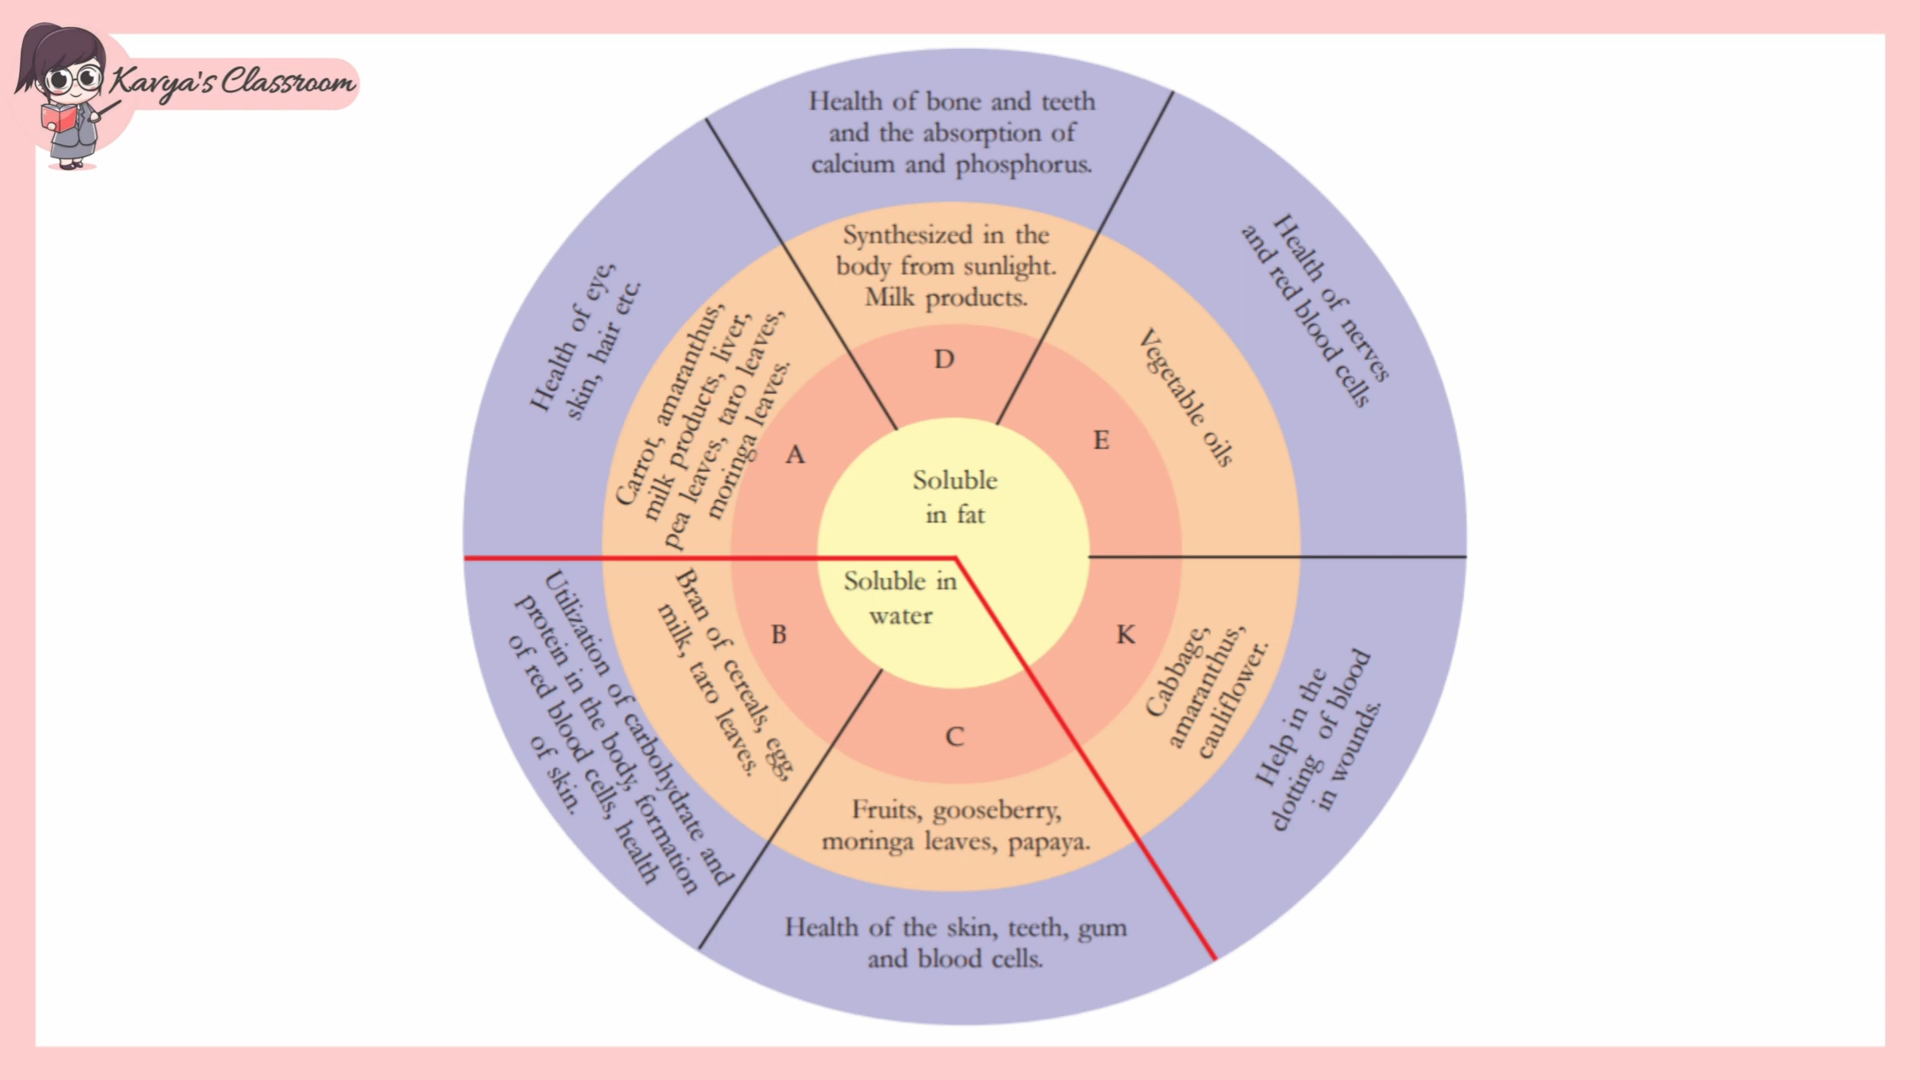 Karya's Classroom
Health of bone and teeth
and the absorption of
calcium and phosphorus.
Synthesized in the
body from sunlight.
Milk products.
D
Health of nerves
and red blood cells
Vegetable oils
E
Help in the
clotting of blood
in wounds.
Cabbage,
amaranthus,
cauliflower.
K
Health of the skin, teeth, gum
and blood cells.
Fruits, gooseberry,
moringa leaves, papaya.
C
Utilization of carbohydrate and
protein in the body, formation
of red blood cells, health
of skin.
Bran of cereals, egg,
milk, taro leaves.
B
Health of eye,
skin, hair etc.
Carrot, amaranthus,
milk products, liver,
pea leaves, taro leaves,
moringa leaves.
A
Soluble
in fat
Soluble in
water